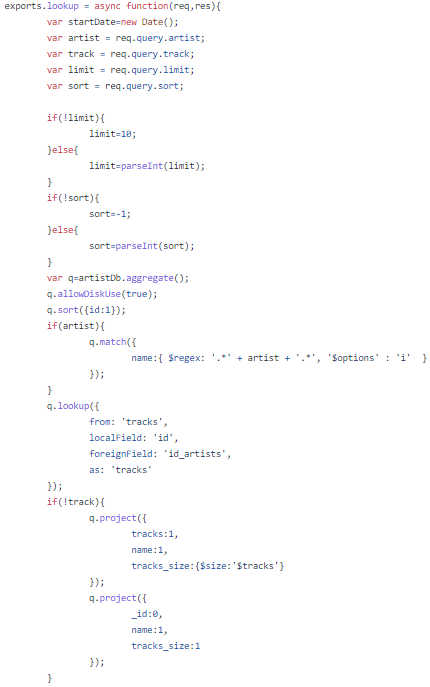 exports.lookup = async function(req,res){
        var startDate=new Date();
        var artist = req.query.artist;
        var track = req.query.track;
        var limit = req.query.limit;
        var sort = req.query.sort;

        if(!limit){
                limit=10;
        }else{
                limit=parseInt(limit);
        }
        if(!sort){
                sort=-1;
        }else{
                sort=parseInt(sort);
        }
        var q=artistDb.aggregate();
        q.allowDiskUse(true);
        q.sort({id:1});
        if(artist){
                q.match({
                        name:{ $regex: '.*' + artist + '.*', '$options' : 'i'  }
                });
        }
        q.lookup({
                from: 'tracks',
                localField: 'id',
                foreignField: 'id_artists',
                as: 'tracks'
        });
        if(!track){
                q.project({
                        tracks:1,
                        name:1,
                        tracks_size:{$size:'$tracks'}
                });
                q.project({
                        _id:0,
                        name:1,
                        tracks_size:1
                });
        }